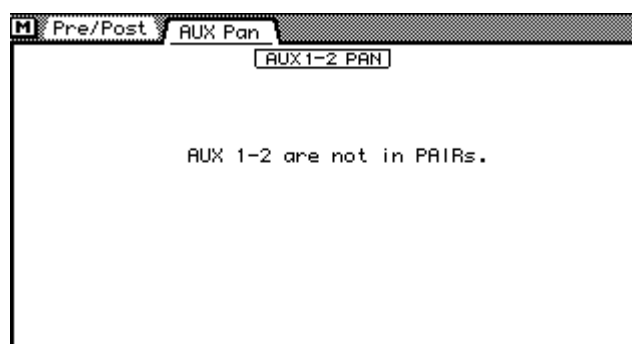 M Pre/Post AUX Pan
AUX1-2 PAN
AUX 1-2 are not in PAIRs.